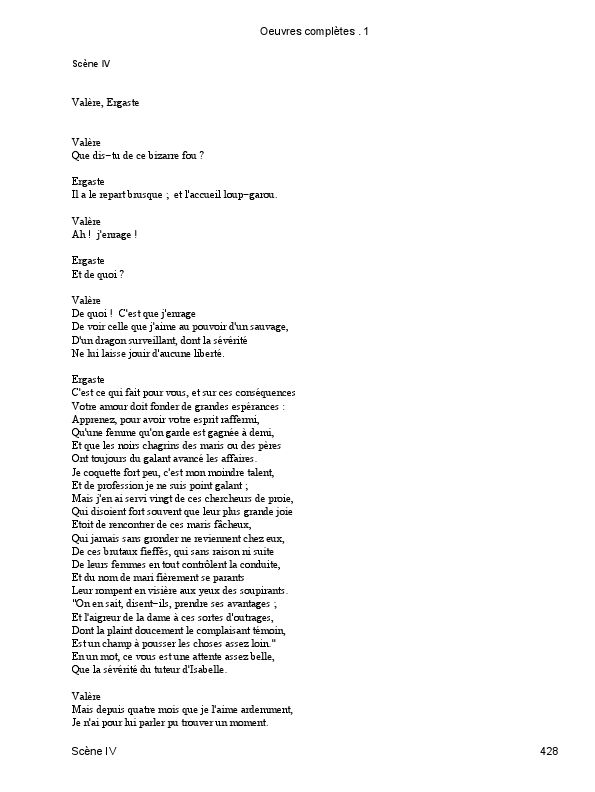 Oeuvres complètes . 1
Scène IV
Valère, Ergaste
Valère
Que dis-tu de ce bizarre fou ?
Ergaste
Il a le repart brusque ; et l'accueil loup-garou.
Valère
Ah ! j'enrage !
Ergaste
Et de quoi ?
Valère
De quoi ! C'est que j'enrage
De voir celle que j'aime au pouvoir d'un sauvage,
D'un dragon surveillant, dont la sévérité
Ne lui laisse jouir d'aucune liberté.
Ergaste
C'est ce qui fait pour vous, et sur ces conséquences
Votre amour doit fonder de grandes espérances :
Apprenez, pour avoir votre esprit raffermi,
Qu'une femme qu'on garde est gagnée à demi,
Et que les noirs chagrins des maris ou des pères
Ont toujours du galant avancé les affaires.
Je coquette fort peu, c'est mon moindre talent,
Et de profession je ne suis point galant ;
Mais j'en ai servi vingt de ces chercheurs de proie,
Qui disoient fort souvent que leur plus grande joie
Etoit de rencontrer de ces maris fâcheux,
Qui jamais sans gronder ne reviennent chez eux,
De ces brutaux fieffés, qui sans raison ni suite
De leurs femmes en tout contrôlent la conduite,
Et du nom de mari fièrement se parants
Leur rompent en visière aux yeux des soupirants.
"On en sait, disent-ils, prendre ses avantages ;
Et l'aigreur de la dame à ces sortes d'outrages,
Dont la plaint doucement le complaisant témoin,
Est un champ à pousser les choses assez loin."
En un mot, ce vous est une attente assez belle,
Que la sévérité du tuteur d'Isabelle.
Valère
Mais depuis quatre mois que je l'aime ardemment,
Je n'ai pour lui parler pu trouver un moment.
Scène IV
428